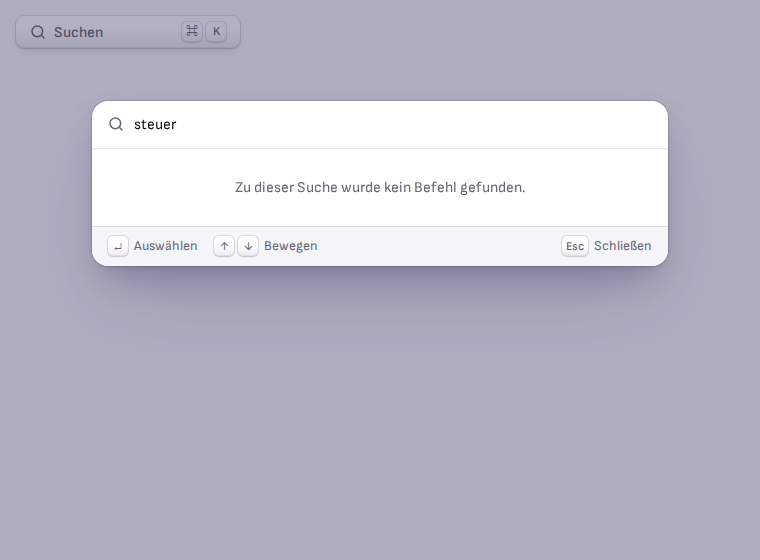 Suchen ⌘ K
steuer
Zu dieser Suche wurde kein Befehl gefunden.
↵ Auswählen ↑ ↓ Bewegen Esc Schließen